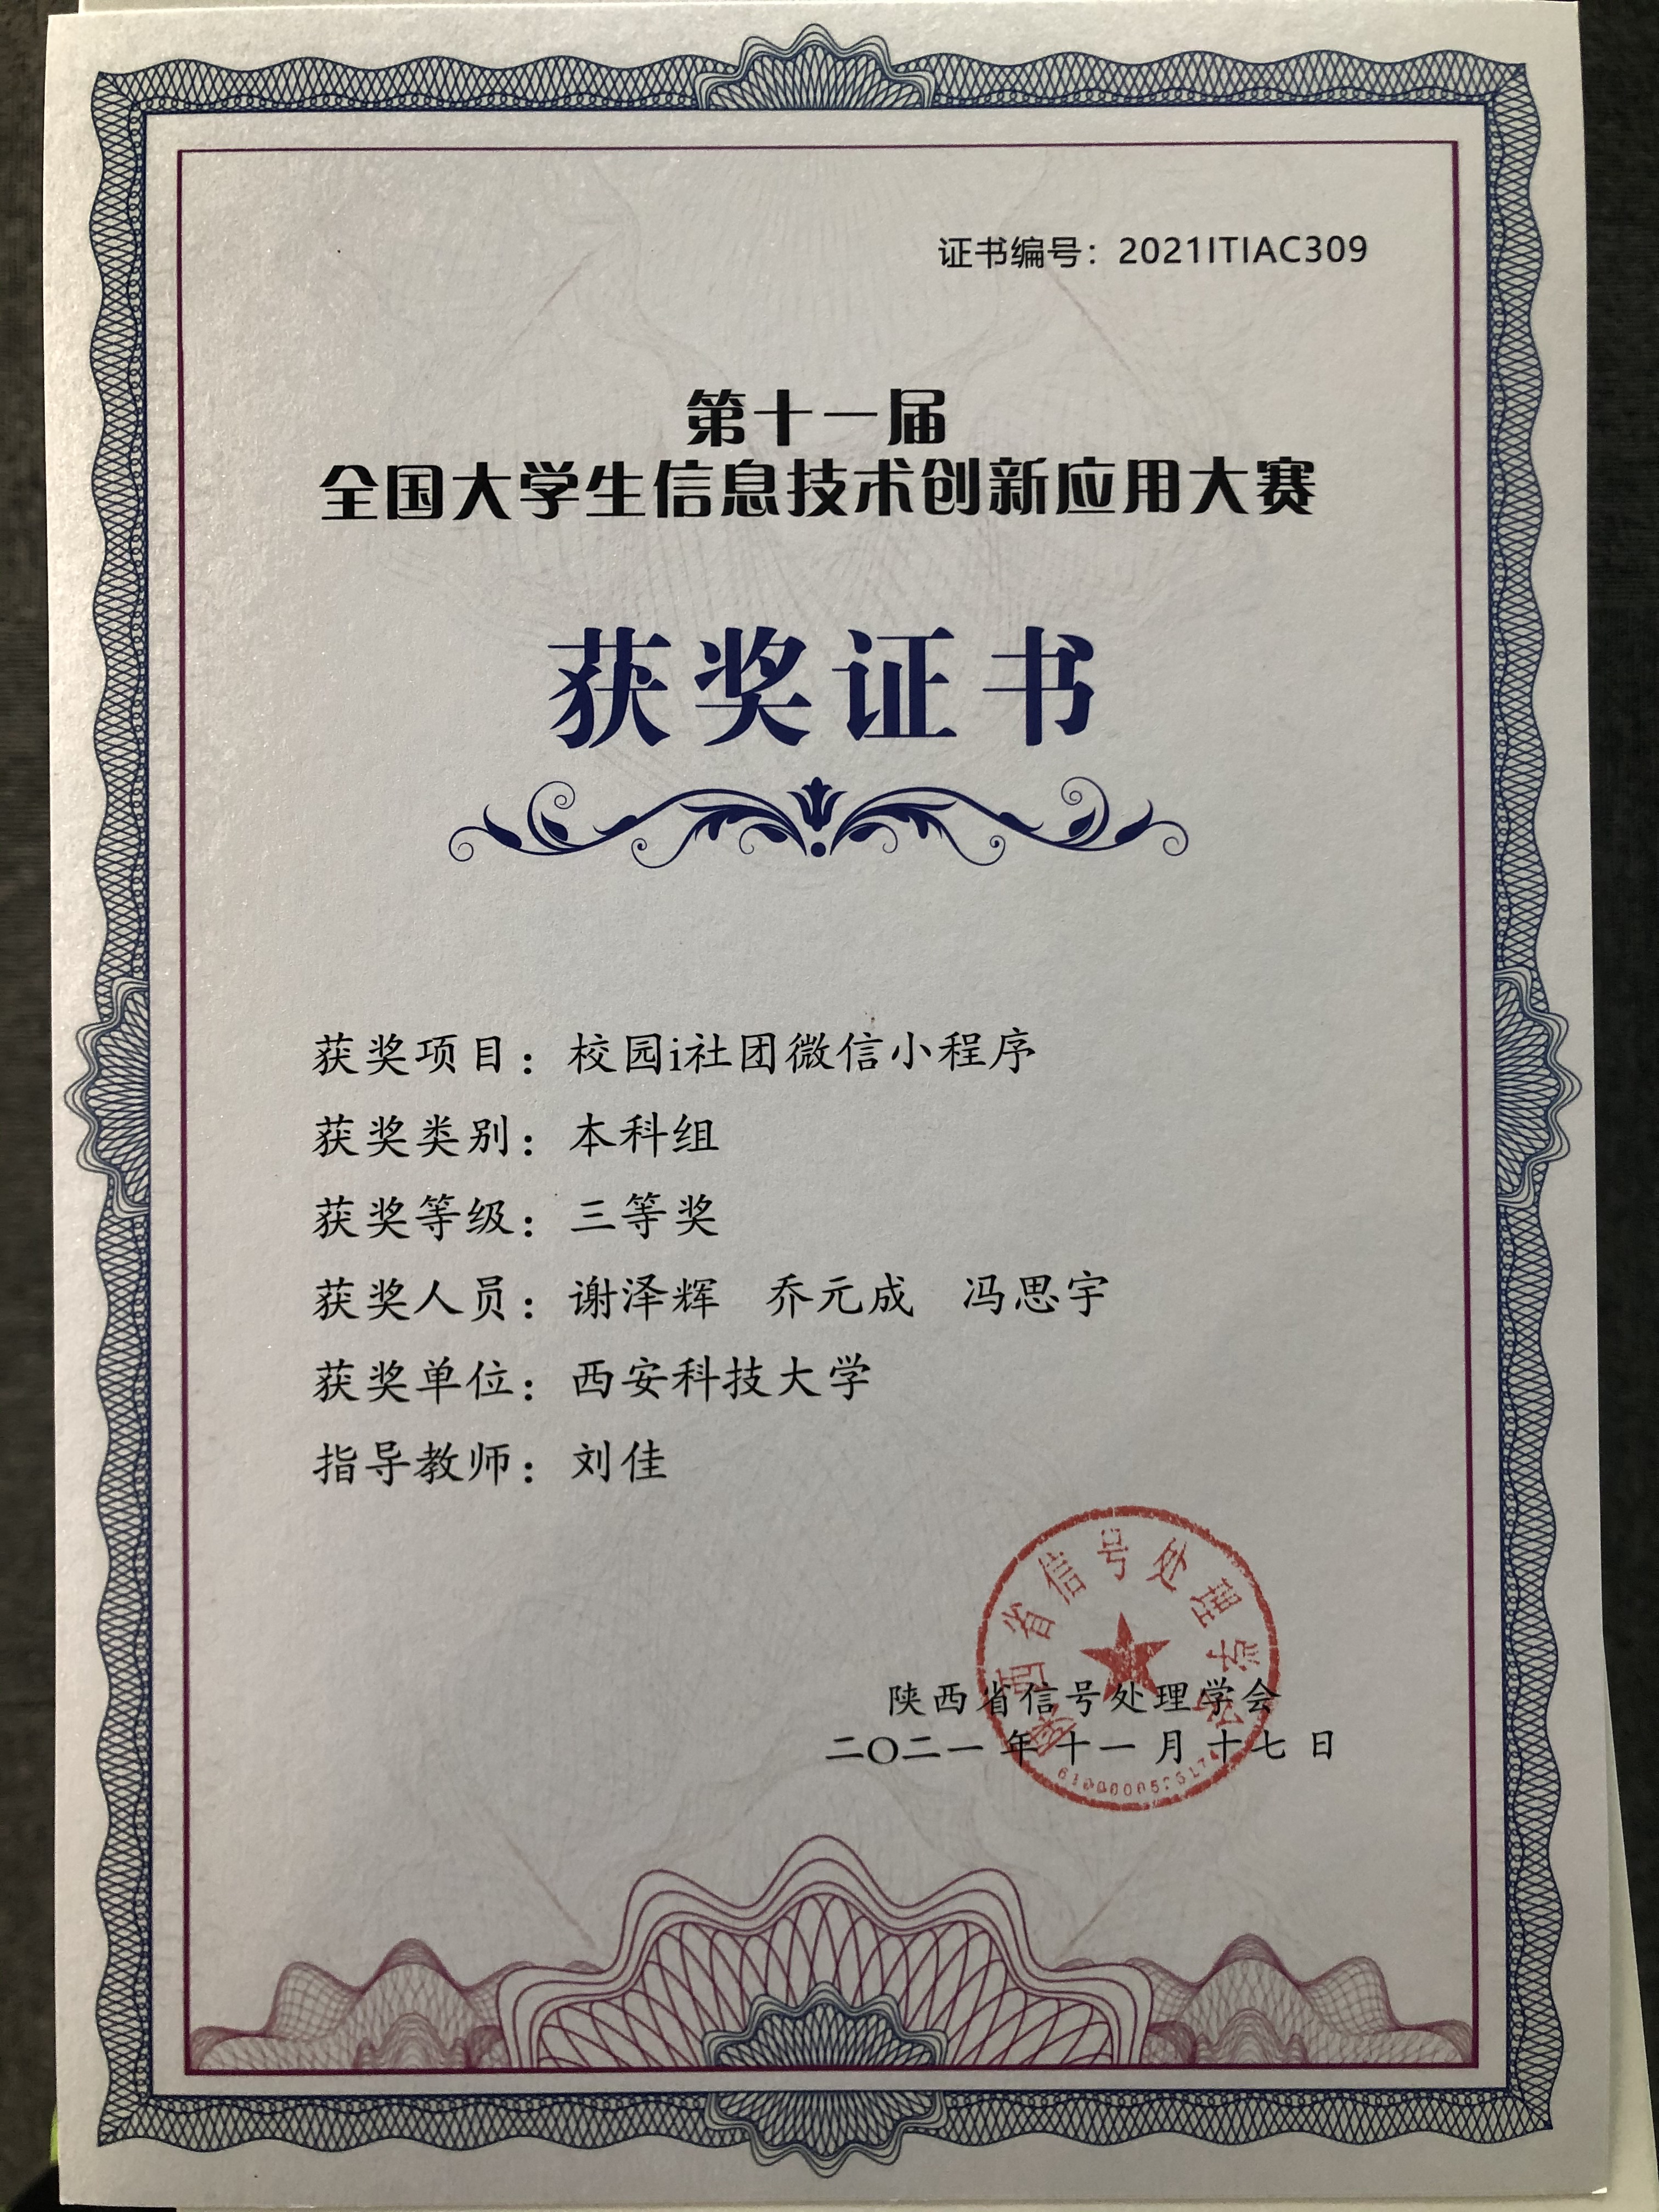 证书编号：2021ITIAC309
第十一届
全国大学生信息技术创新应用大赛
获奖证书
获奖项目：校园i社团微信小程序
获奖类别：本科组
获奖等级：三等奖
获奖人员：谢泽辉 乔元成 冯思宇
获奖单位：西安科技大学
指导教师：刘佳
陕西省信号处理学会
陕西省信号处理学会
二〇二一年十一月十七日